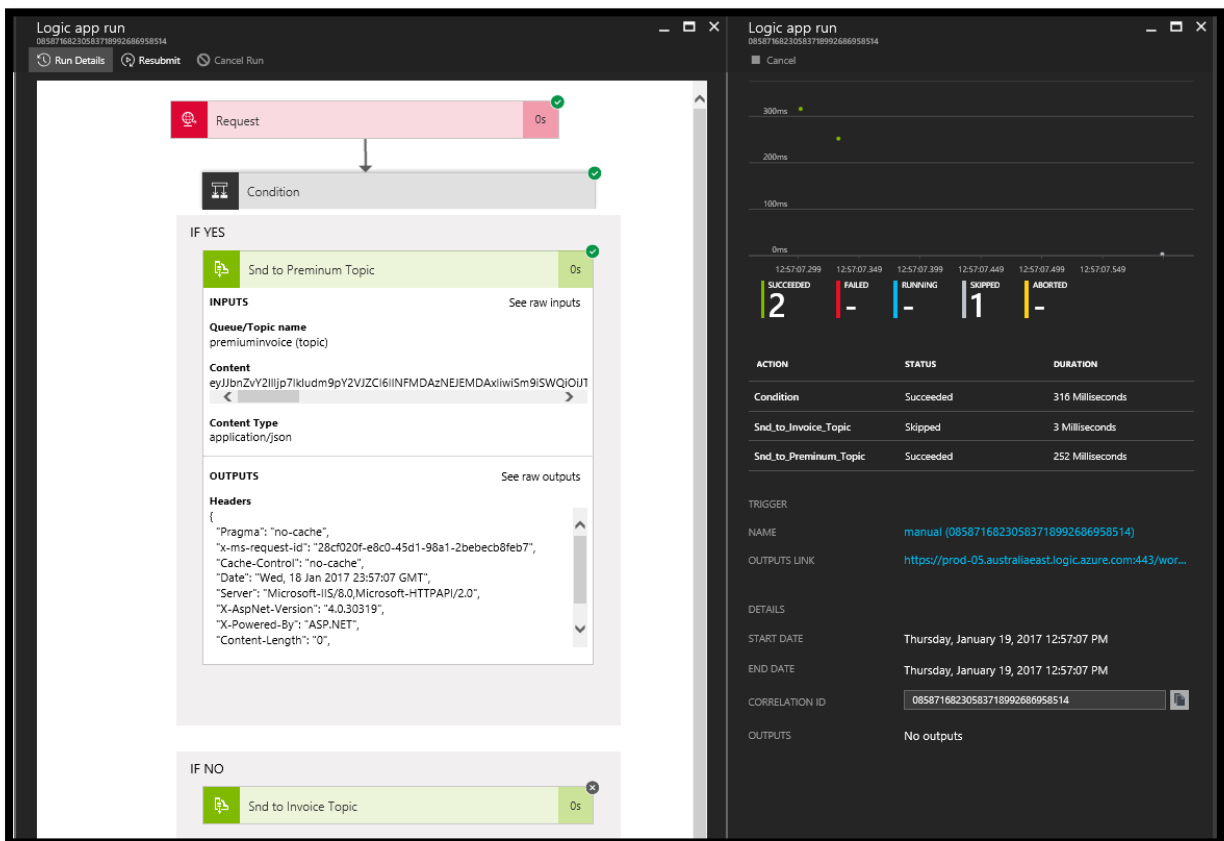 Logic app run
08587168230583718992686958514
Run Details Resubmit Cancel Run
Request 0s
Condition
IF YES
Snd to Preminum Topic 0s
INPUTS See raw inputs
Queue/Topic name
premiuminvoice (topic)
Content
Content Type
application/json
OUTPUTS See raw outputs
Headers
{
"Pragma": "no-cache",
"x-ms-request-id": "28cf020f-e8c0-45d1-98a1-2bebecb8feb7",
"Cache-Control": "no-cache",
"Date": "Wed, 18 Jan 2017 23:57:07 GMT",
"Server": "Microsoft-IIS/8.0,Microsoft-HTTPAPI/2.0",
"X-AspNet-Version": "4.0.30319",
"X-Powered-By": "ASP.NET",
"Content-Length": "0",
IF NO
Snd to Invoice Topic 0s
Logic app run
08587168230583718992686958514
Cancel
300ms
200ms
100ms
0ms
12:57:07.299 12:57:07.349 12:57:07.399 12:57:07.449 12:57:07.499 12:57:07.549
SUCCEEDED FAILED RUNNING SKIPPED ABORTED
2 - - 1 -
ACTION STATUS DURATION
Condition Succeeded 316 Milliseconds
Snd_to_Invoice_Topic Skipped 3 Milliseconds
Snd_to_Preminum_Topic Succeeded 252 Milliseconds
TRIGGER
NAME manual (08587168230583718992686958514)
OUTPUTS LINK https://prod-05.australiaeast.logic.azure.com:443/wor...
DETAILS
START DATE Thursday, January 19, 2017 12:57:07 PM
END DATE Thursday, January 19, 2017 12:57:07 PM
CORRELATION ID 08587168230583718992686958514
OUTPUTS No outputs